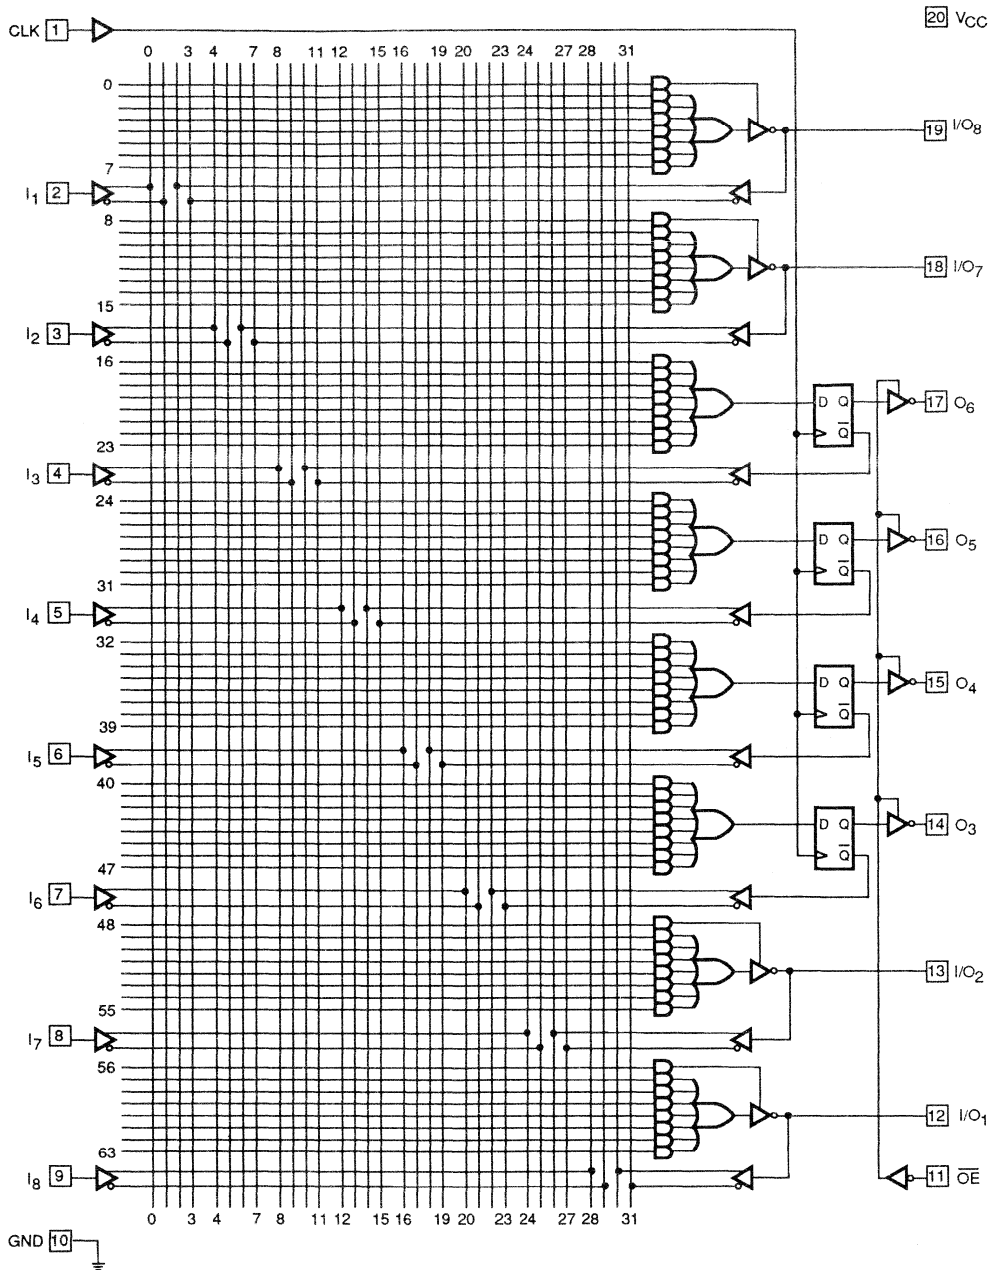 CLK 1
20 VCC
0 3 4 7 8 11 12 15 16 19 20 23 24 27 28 31
0
19 I/O8
7
I1 2
8
18 I/O7
15
I2 3
16
D Q
17 O6
Q̅
23
I3 4
24
D Q
16 O5
Q̅
31
I4 5
32
D Q
15 O4
Q̅
39
I5 6
40
D Q
14 O3
Q̅
47
I6 7
48
13 I/O2
55
I7 8
56
12 I/O1
63
I8 9
11 O̅E̅
0 3 4 7 8 11 12 15 16 19 20 23 24 27 28 31
GND 10